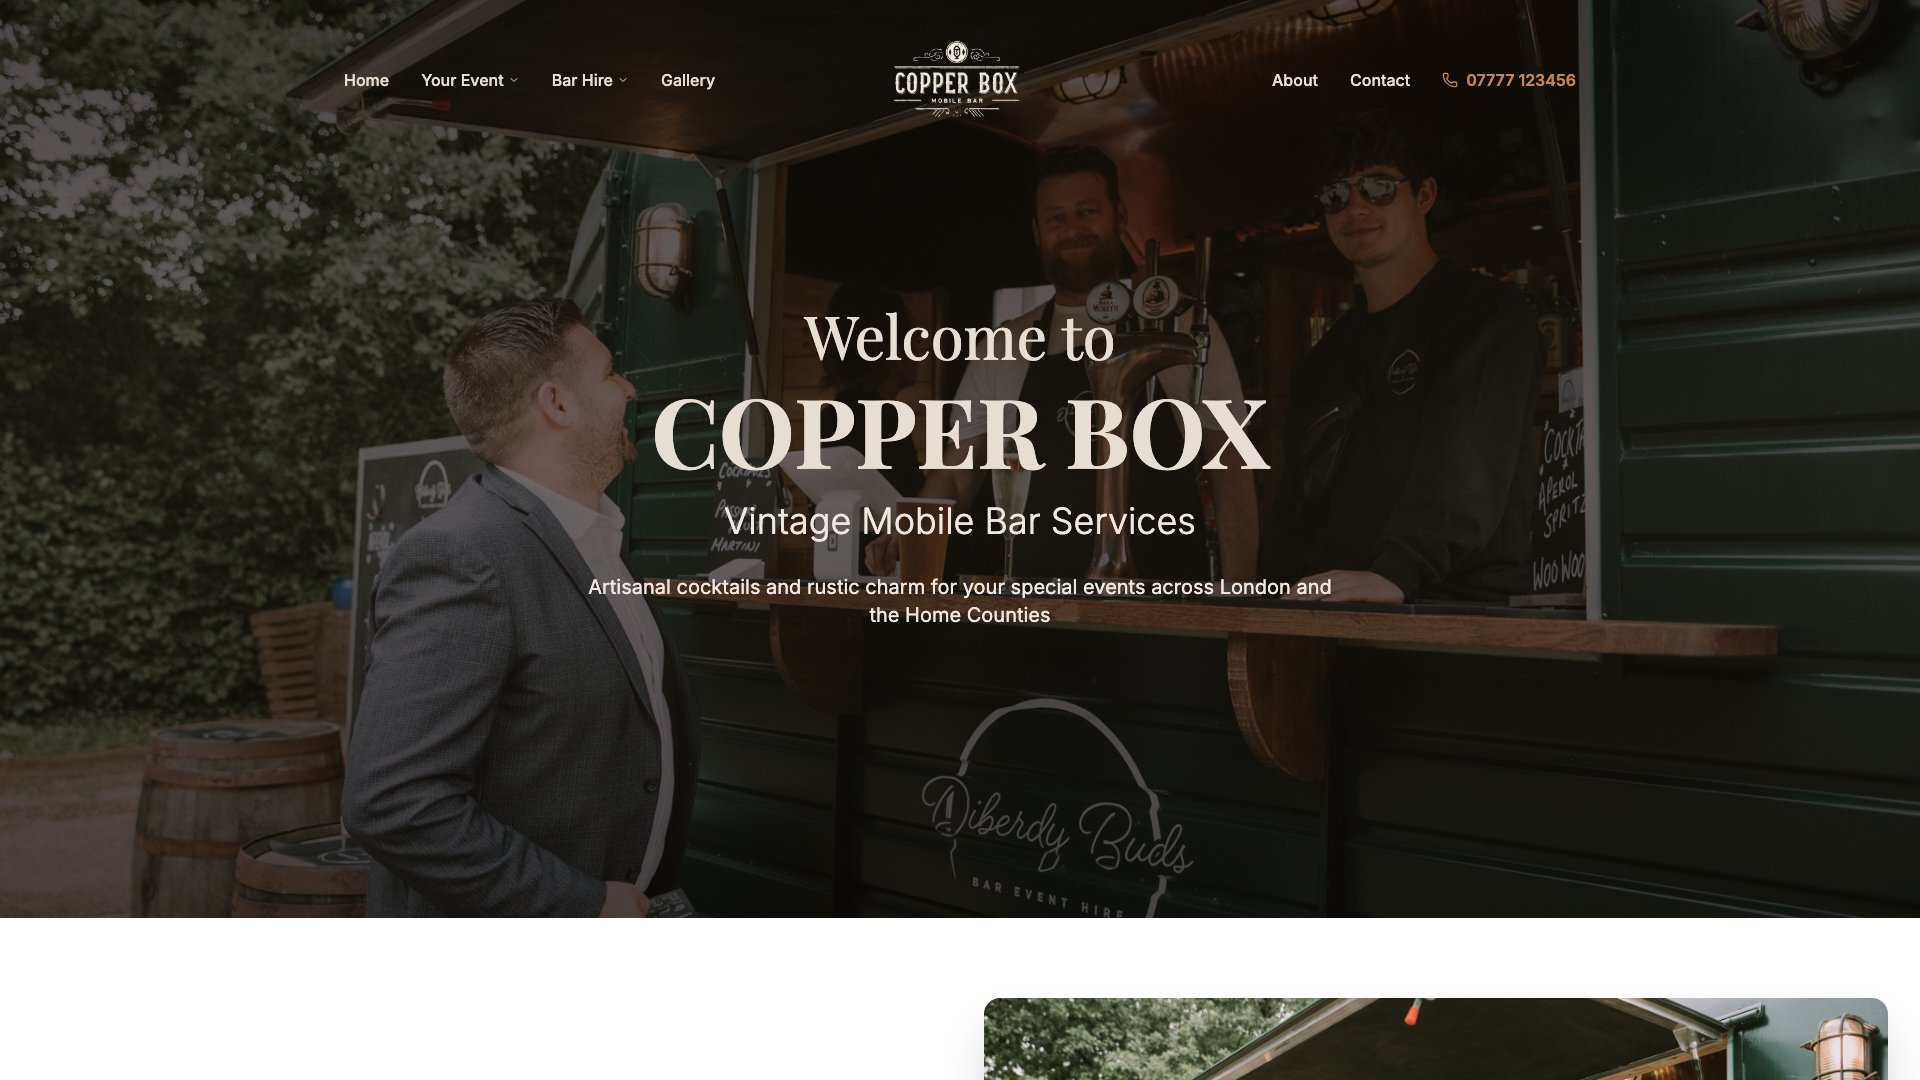 Home
Your Event
Bar Hire
Gallery
COPPER BOX
MOBILE BAR
About
Contact
07777 123456
MORETTI
Welcome to
COPPER BOX
COCKTAILS
Vintage Mobile Bar Services
MARTINI
APEROL
SPRITZ
WOO WOO
Artisanal cocktails and rustic charm for your special events across London and
the Home Counties
Diberdy Buds
BAR EVENT HIRE